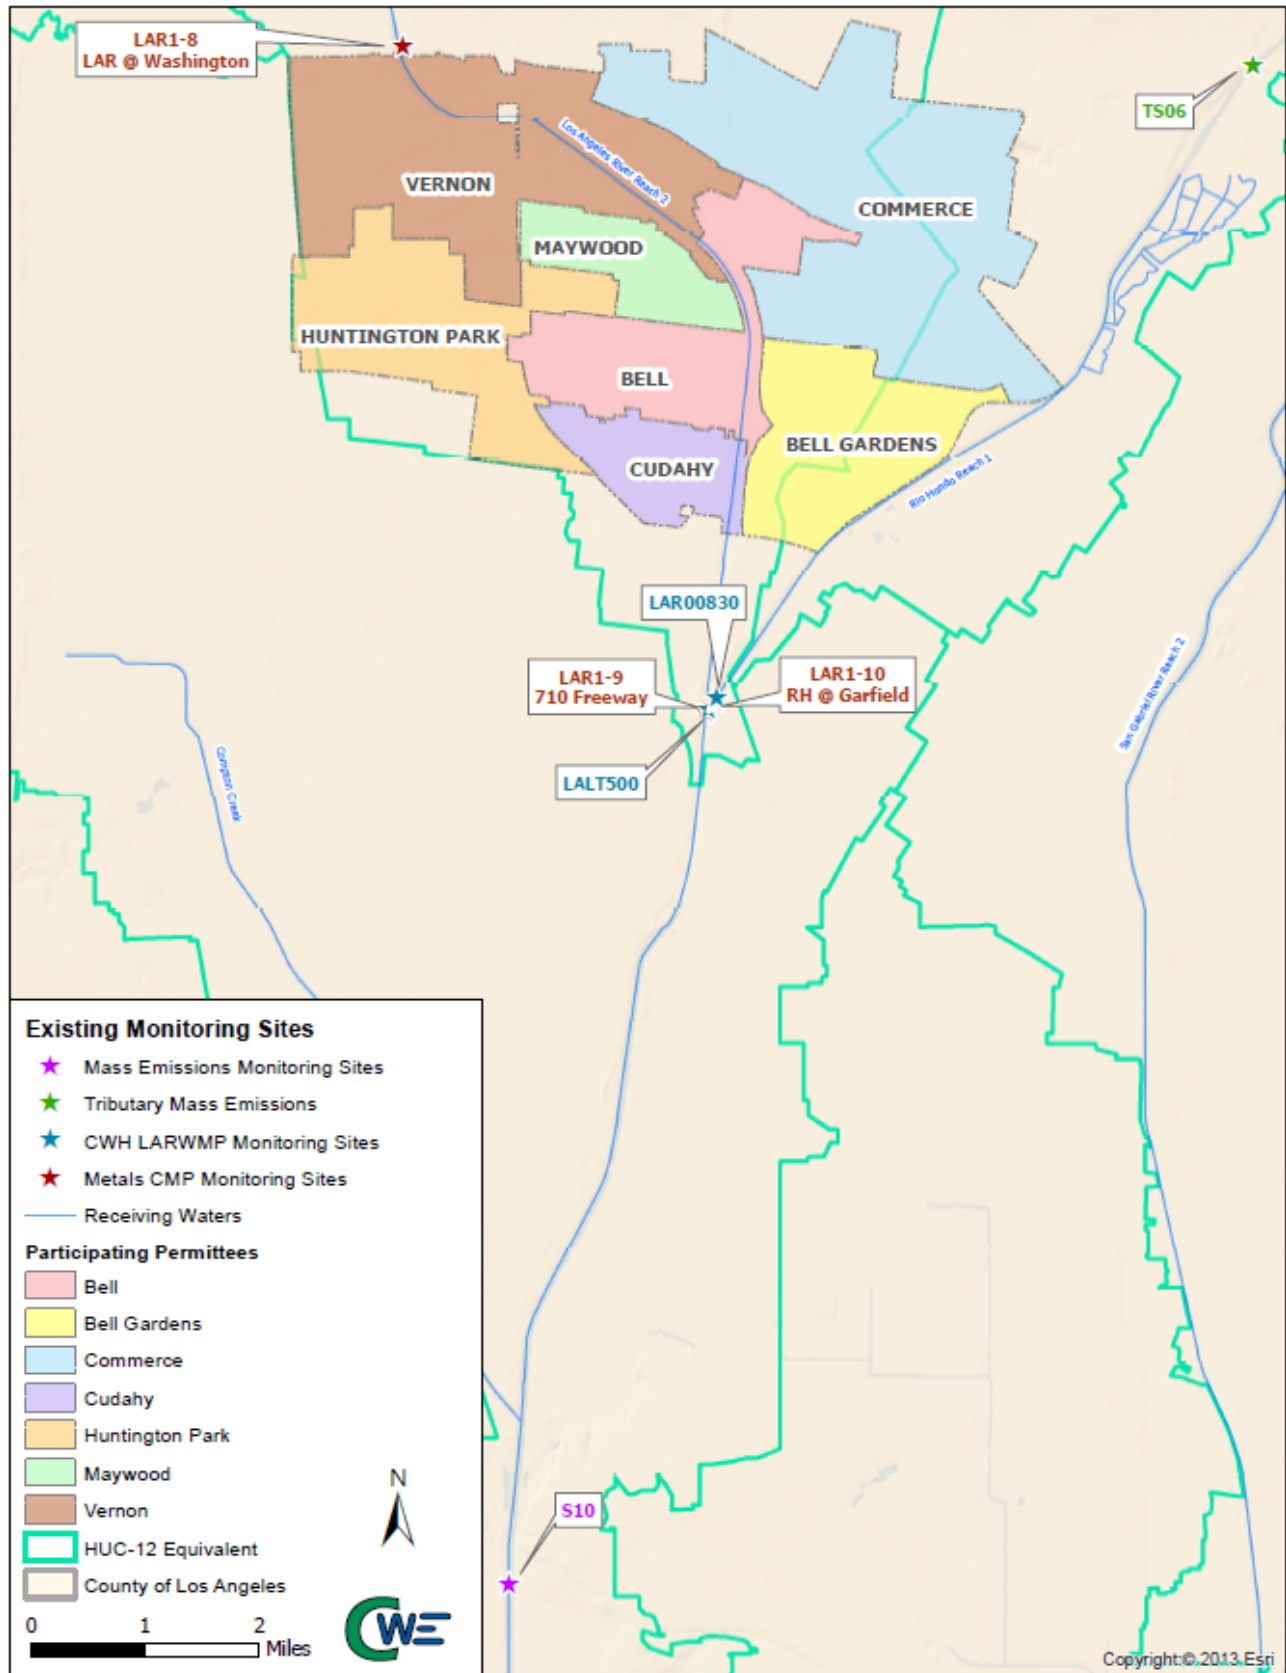 LAR1-8
LAR @ Washington
TS06
Los Angeles River Reach 2
VERNON
COMMERCE
MAYWOOD
HUNTINGTON PARK
BELL
BELL GARDENS
CUDAHY
Rio Hondo Reach 1
LAR00830
LAR1-9
710 Freeway
LAR1-10
RH @ Garfield
San Gabriel River Reach 2
Compton Creek
LALT500
Existing Monitoring Sites
Mass Emissions Monitoring Sites
Tributary Mass Emissions
CWH LARWMP Monitoring Sites
Metals CMP Monitoring Sites
Receiving Waters
Participating Permittees
Bell
Bell Gardens
Commerce
Cudahy
Huntington Park
Maywood
Vernon
HUC-12 Equivalent
County of Los Angeles
N
0 1 2
Miles
CWE
S10
Copyright:© 2013 Esri